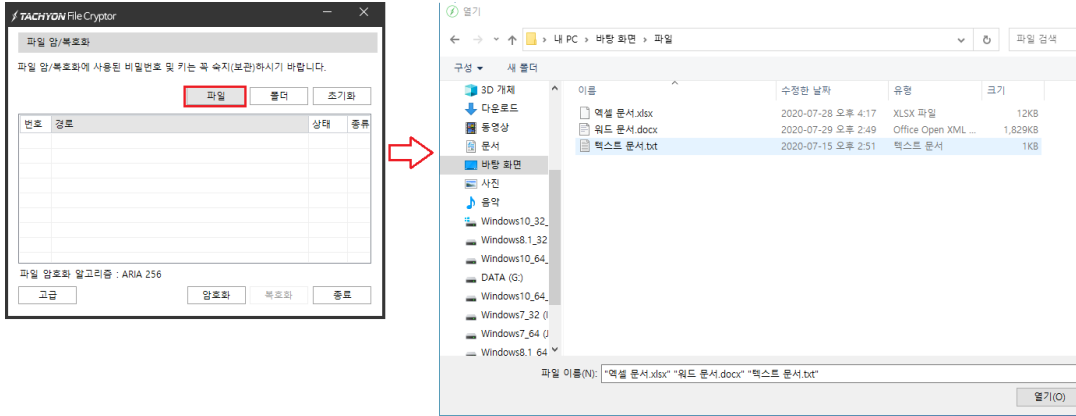 TACHYON File Cryptor
파일 암/복호화
파일 암/복호화에 사용된 비밀번호 및 키는 꼭 숙지(보관)하시기 바랍니다.
파일 폴더 초기화
번호 경로 상태 종류
파일 암호화 알고리즘 : ARIA 256
고급 암호화 복호화 종료
열기
내 PC > 바탕 화면 > 파일
파일 검색
구성 새 폴더
이름 수정한 날짜 유형 크기
3D 개체
다운로드
동영상
문서
바탕 화면
사진
음악
Windows10_32_
Windows8.1_32
Windows10_64_
DATA (G:)
Windows10_64_
Windows7_32 (I
Windows7_64 (J
Windows8.1 64
엑셀 문서.xlsx 2020-07-28 오후 4:17 XLSX 파일 12KB
워드 문서.docx 2020-07-29 오후 2:49 Office Open XML ... 1,829KB
텍스트 문서.txt 2020-07-15 오후 2:51 텍스트 문서 1KB
파일 이름(N): "엑셀 문서.xlsx" "워드 문서.docx" "텍스트 문서.txt"
열기(O)